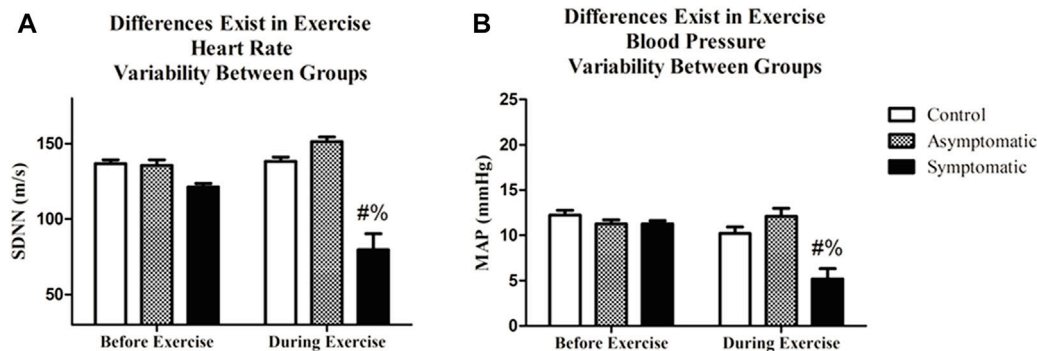 A
Differences Exist in Exercise
Heart Rate
Variability Between Groups
SDNN (m/s)
150
100
50
#%
Before Exercise
During Exercise
B
Differences Exist in Exercise
Blood Pressure
Variability Between Groups
MAP (mmHg)
25
20
15
10
5
0
#%
Before Exercise
During Exercise
Control
Asymptomatic
Symptomatic